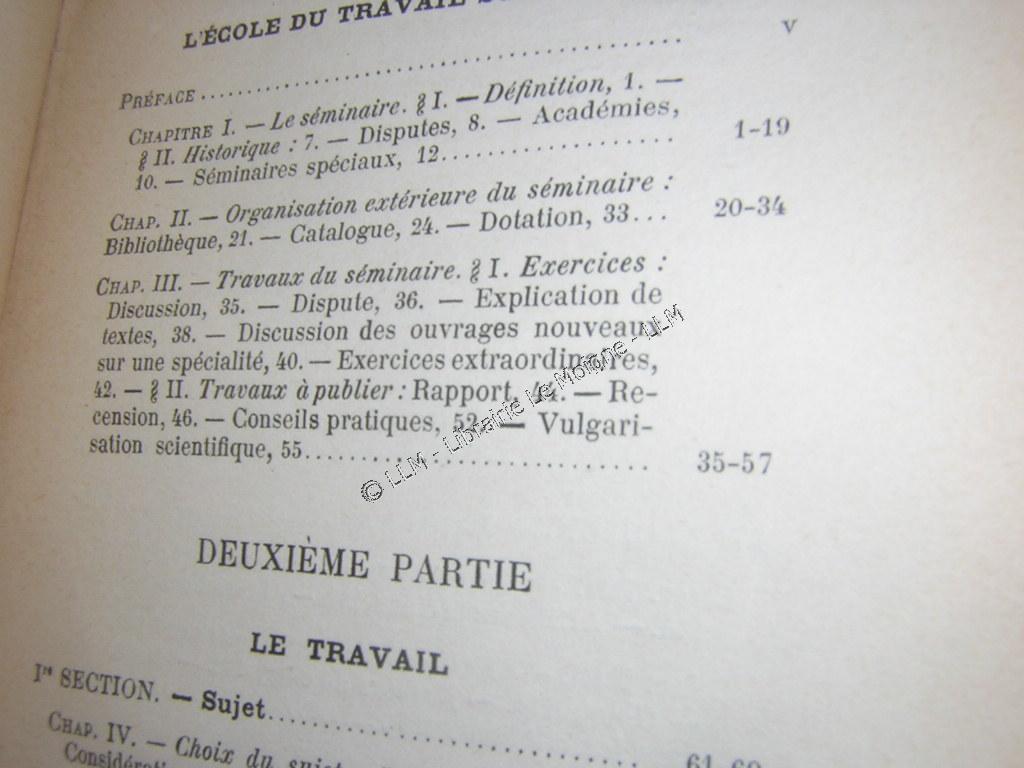 L'ÉCOLE DU TRAVAIL
PRÉFACE........................................ V
CHAPITRE I. — Le séminaire. § I. — Définition, 1. —
§ II. Historique : 7. — Disputes, 8. — Académies,
10. — Séminaires spéciaux, 12.................... 1-19
CHAP. II. — Organisation extérieure du séminaire :
Bibliothèque, 21. — Catalogue, 24. — Dotation, 33... 20-34
CHAP. III. — Travaux du séminaire. § I. Exercices :
Discussion, 35. — Dispute, 36. — Explication de
textes, 38. — Discussion des ouvrages nouveaux
sur une spécialité, 40. — Exercices extraordinaires,
42. — § II. Travaux à publier : Rapport, 44. — Re-
cension, 46. — Conseils pratiques, 52. — Vulgari-
sation scientifique, 55.............................. 35-57
© LLM - Librairie Le Moigne - LLM
DEUXIÈME PARTIE
LE TRAVAIL
Ire SECTION. — Sujet..............................
CHAP. IV. — Choix du sujet